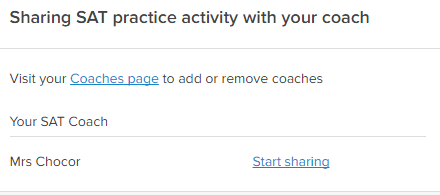 Sharing SAT practice activity with your coach
Visit your Coaches page to add or remove coaches
Your SAT Coach
Mrs Chocor Start sharing